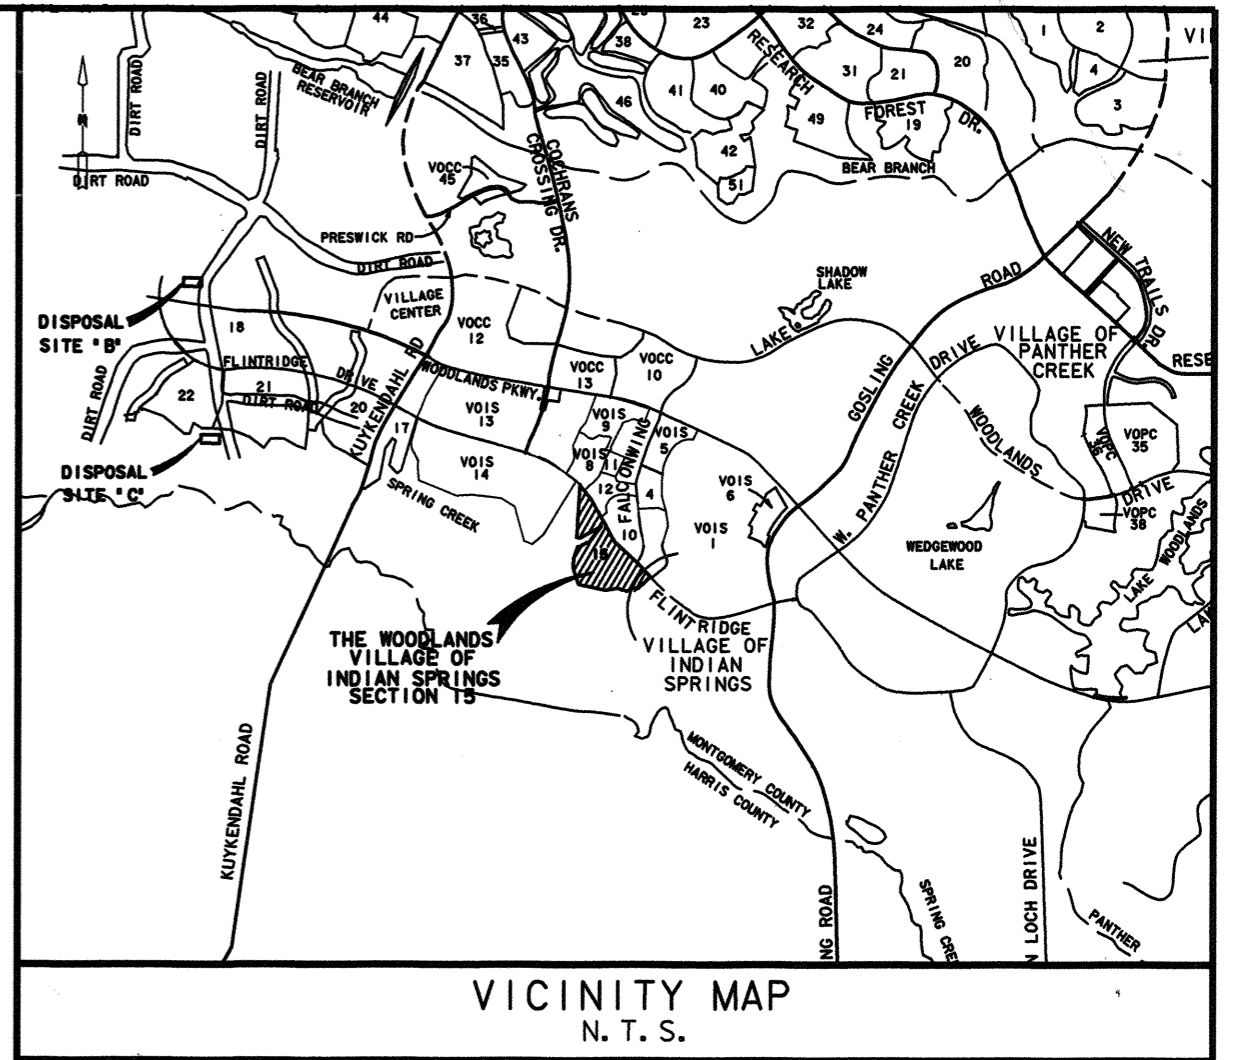 44
36
43
38
23
32
24
1
2
VI
37
35
RESEARCH
31
21
20
4
3
BEAR BRANCH
RESERVOIR
46
41
40
49
FOREST
19
DR.
DIRT ROAD
DIRT ROAD
N
DIRT ROAD
42
51
BEAR BRANCH
VOCC
45
COCHRANS
CROSSING DR.
PRESWICK RD
DIRT ROAD
NEW TRAILS DR.
ROAD
SHADOW
LAKE
DISPOSAL
SITE "B"
VILLAGE
CENTER
18
VOCC
12
LAKE
VILLAGE OF
PANTHER
CREEK
RESE
FLINTRIDGE
DRIVE
WOODLANDS PKWY.
VOCC
13
VOCC
10
GOSLING
DRIVE
22
21
DIRT ROAD
20
KUYKENDAHL RD
17
VOIS
13
VOIS
9
VOIS
5
WOODLANDS
DIRT ROAD
VOPC
36
VOPC
35
DISPOSAL
SITE "C"
VOIS
14
VOIS
8
11
12
FALCONWING
4
10
VOIS
6
W. PANTHER CREEK
DRIVE
VOPC
38
SPRING CREEK
VOIS
1
WEDGEWOOD
LAKE
LAKE WOODLANDS
15
FLINTRIDGE
THE WOODLANDS
VILLAGE OF
INDIAN SPRINGS
SECTION 15
VILLAGE OF
INDIAN
SPRINGS
MONTGOMERY COUNTY
HARRIS COUNTY
KUYKENDAHL ROAD
NG ROAD
SPRING CRE
N LOCH DRIVE
PANTHER
VICINITY MAP
N. T. S.